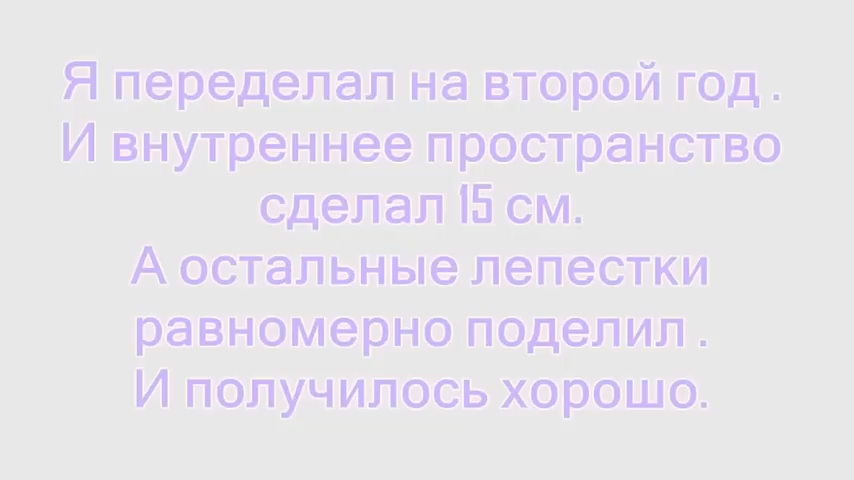 Я переделал на второй год .
И внутреннее пространство
сделал 15 см.
А остальные лепестки
равномерно поделил .
И получилось хорошо.